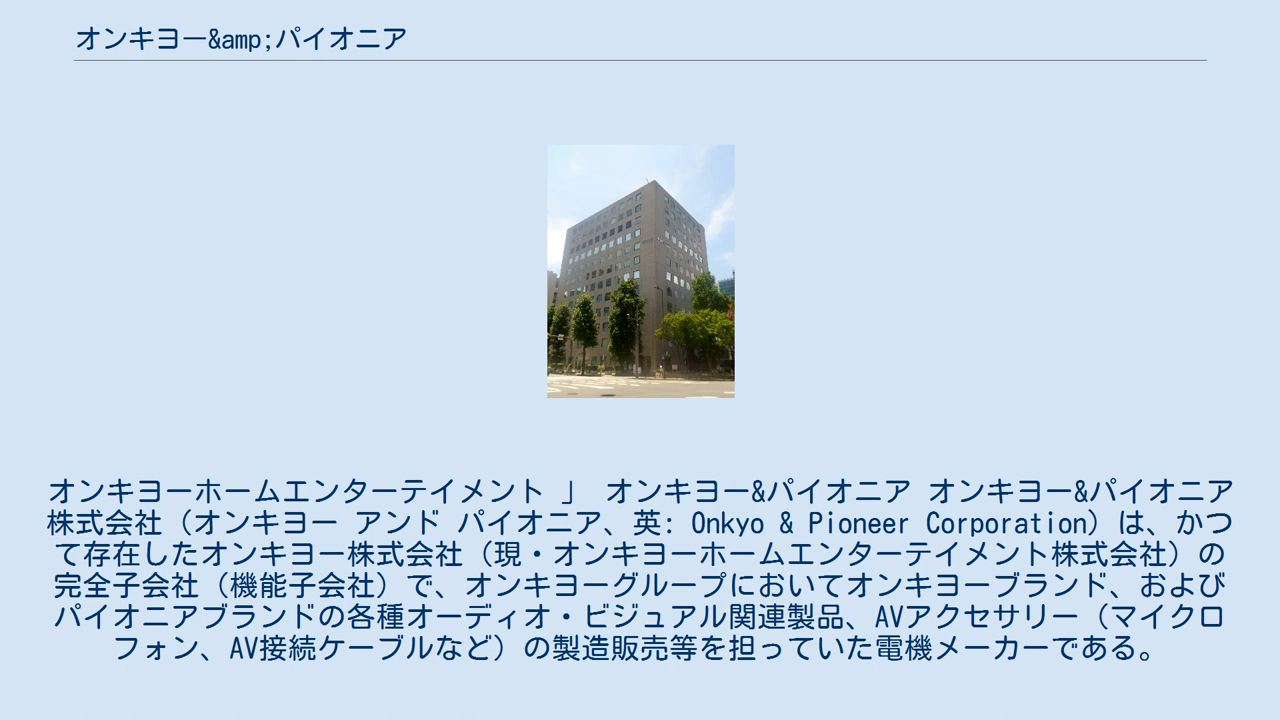 オンキヨー&amp;パイオニア
オンキヨーホームエンターテイメント 」 オンキヨー&パイオニア オンキヨー&パイオニア
株式会社（オンキヨー アンド パイオニア、英: Onkyo & Pioneer Corporation）は、かつ
て存在したオンキヨー株式会社（現・オンキヨーホームエンターテイメント株式会社）の
完全子会社（機能子会社）で、オンキヨーグループにおいてオンキヨーブランド、および
パイオニアブランドの各種オーディオ・ビジュアル関連製品、AVアクセサリー（マイクロ
フォン、AV接続ケーブルなど）の製造販売等を担っていた電機メーカーである。